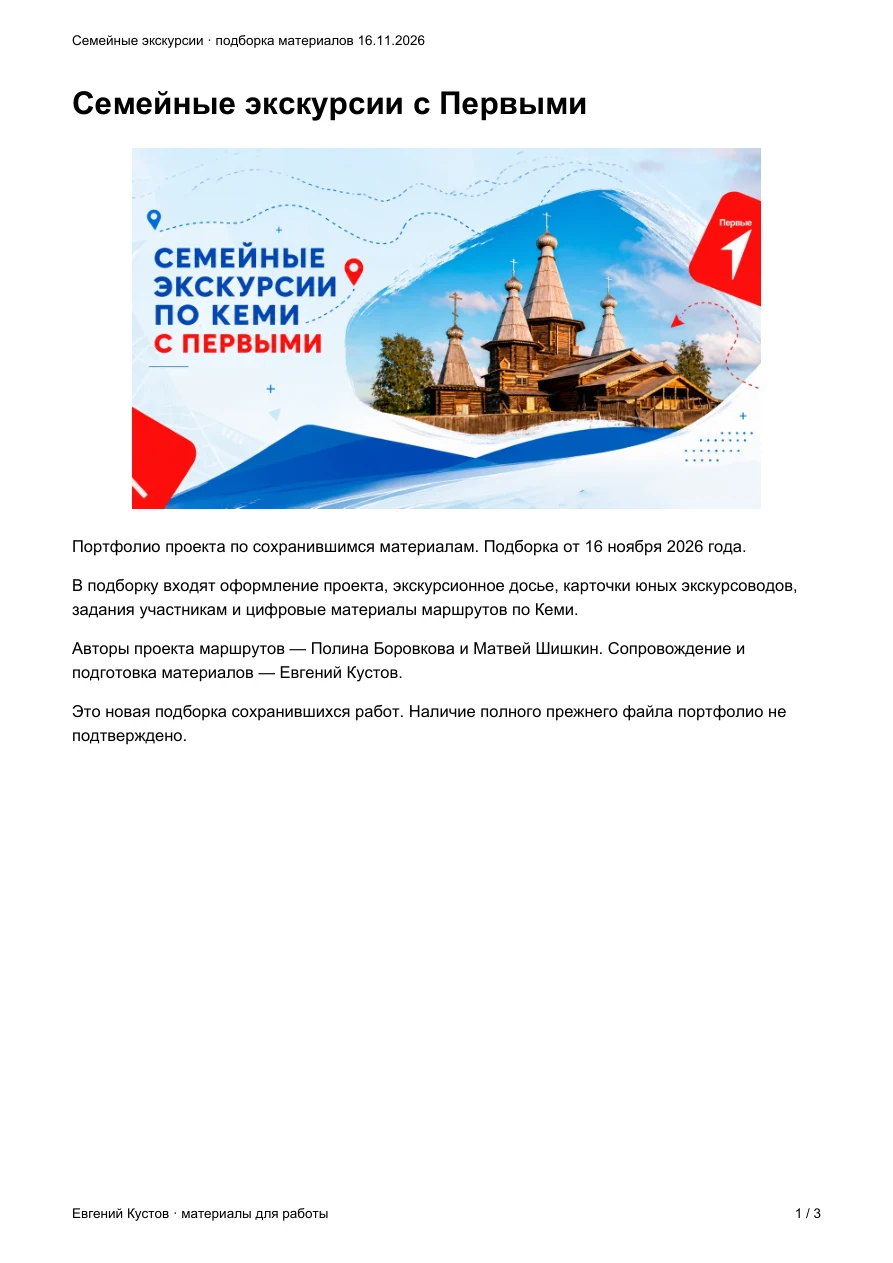 Семейные экскурсии · подборка материалов 16.11.2026
Семейные экскурсии с Первыми
СЕМЕЙНЫЕ
ЭКСКУРСИИ
ПО КЕМИ
С ПЕРВЫМИ
Первые
Портфолио проекта по сохранившимся материалам. Подборка от 16 ноября 2026 года.
В подборку входят оформление проекта, экскурсионное досье, карточки юных экскурсоводов,
задания участникам и цифровые материалы маршрутов по Кеми.
Авторы проекта маршрутов — Полина Боровкова и Матвей Шишкин. Сопровождение и
подготовка материалов — Евгений Кустов.
Это новая подборка сохранившихся работ. Наличие полного прежнего файла портфолио не
подтверждено.
Евгений Кустов · материалы для работы
1 / 3